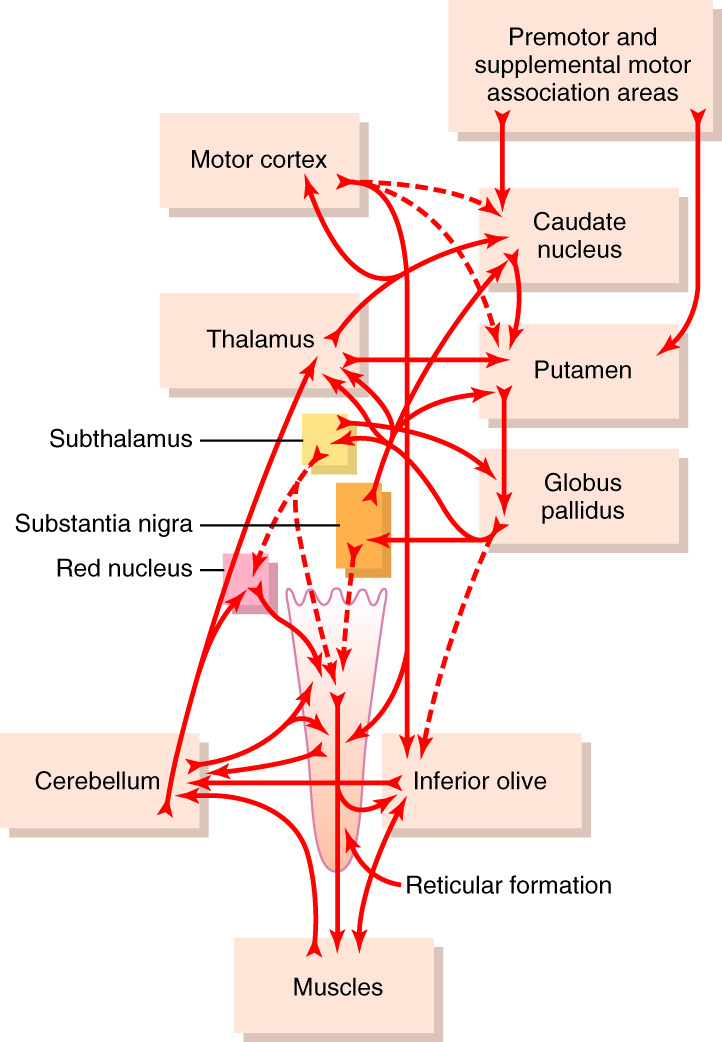 Premotor and
supplemental motor
association areas
Motor cortex
Caudate
nucleus
Thalamus
Putamen
Subthalamus
Globus
pallidus
Substantia nigra
Red nucleus
Cerebellum
Inferior olive
Reticular formation
Muscles